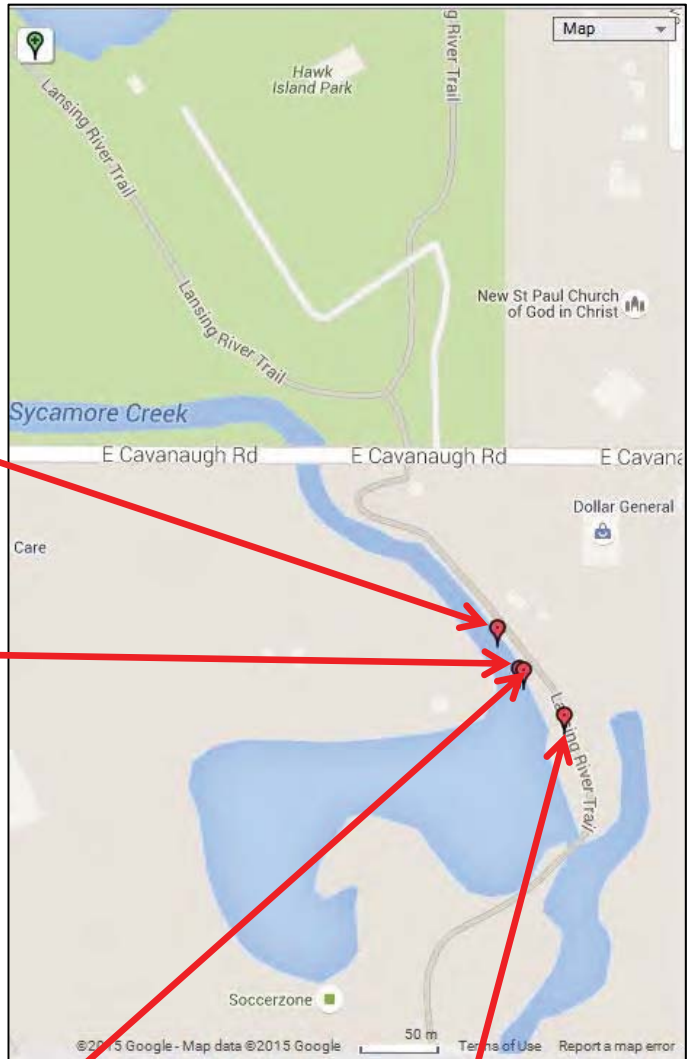 Map
g River Trail
Hawk
Island Park
Lansing River Trail
Lansing River Trail
New St Paul Church
of God in Christ
Sycamore Creek
E Cavanaugh Rd
E Cavanaugh Rd
E Cavana
Dollar General
Care
Lansing River Trail
Soccerzone
50 m
©2015 Google - Map data ©2015 Google
Terms of Use
Report a map error